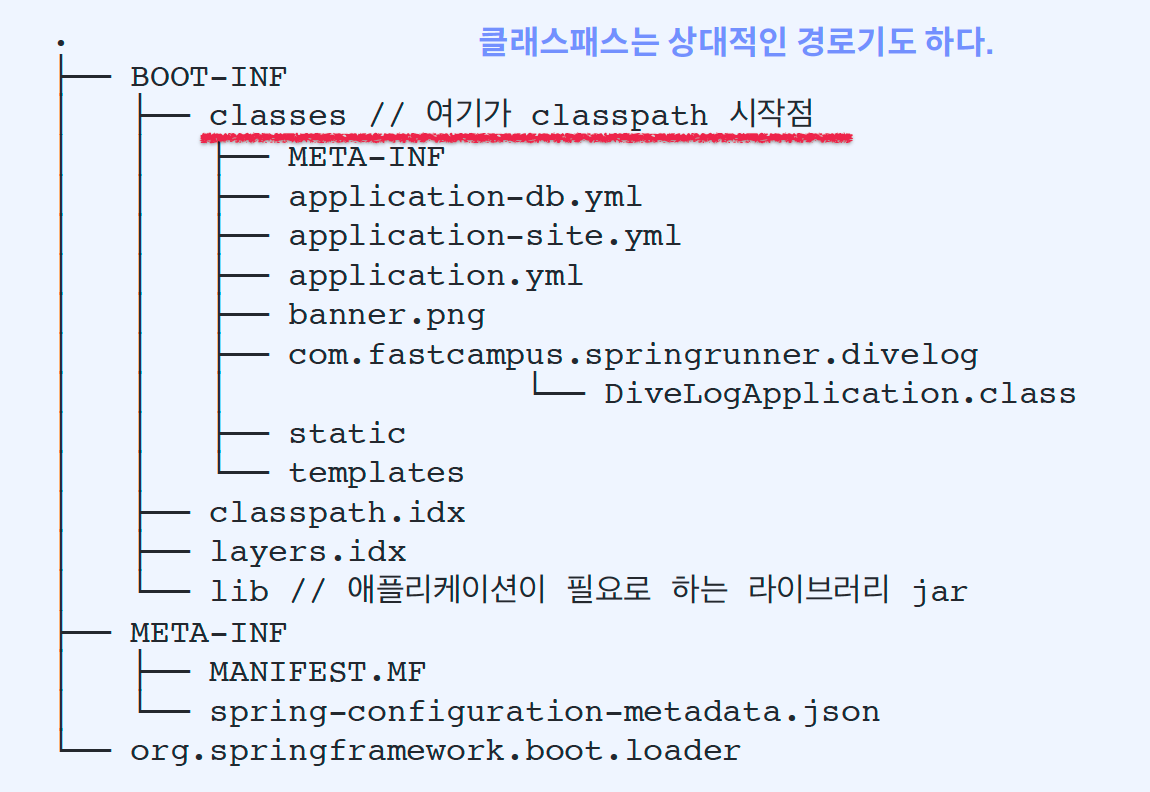 클래스패스는 상대적인 경로기도 하다.
.
├── BOOT-INF
│   ├── classes // 여기가 classpath 시작점
│   │   ├── META-INF
│   │   ├── application-db.yml
│   │   ├── application-site.yml
│   │   ├── application.yml
│   │   ├── banner.png
│   │   ├── com.fastcampus.springrunner.divelog
│   │   │               └── DiveLogApplication.class
│   │   ├── static
│   │   └── templates
│   ├── classpath.idx
│   ├── layers.idx
│   └── lib // 애플리케이션이 필요로 하는 라이브러리 jar
├── META-INF
│   ├── MANIFEST.MF
│   └── spring-configuration-metadata.json
└── org.springframework.boot.loader